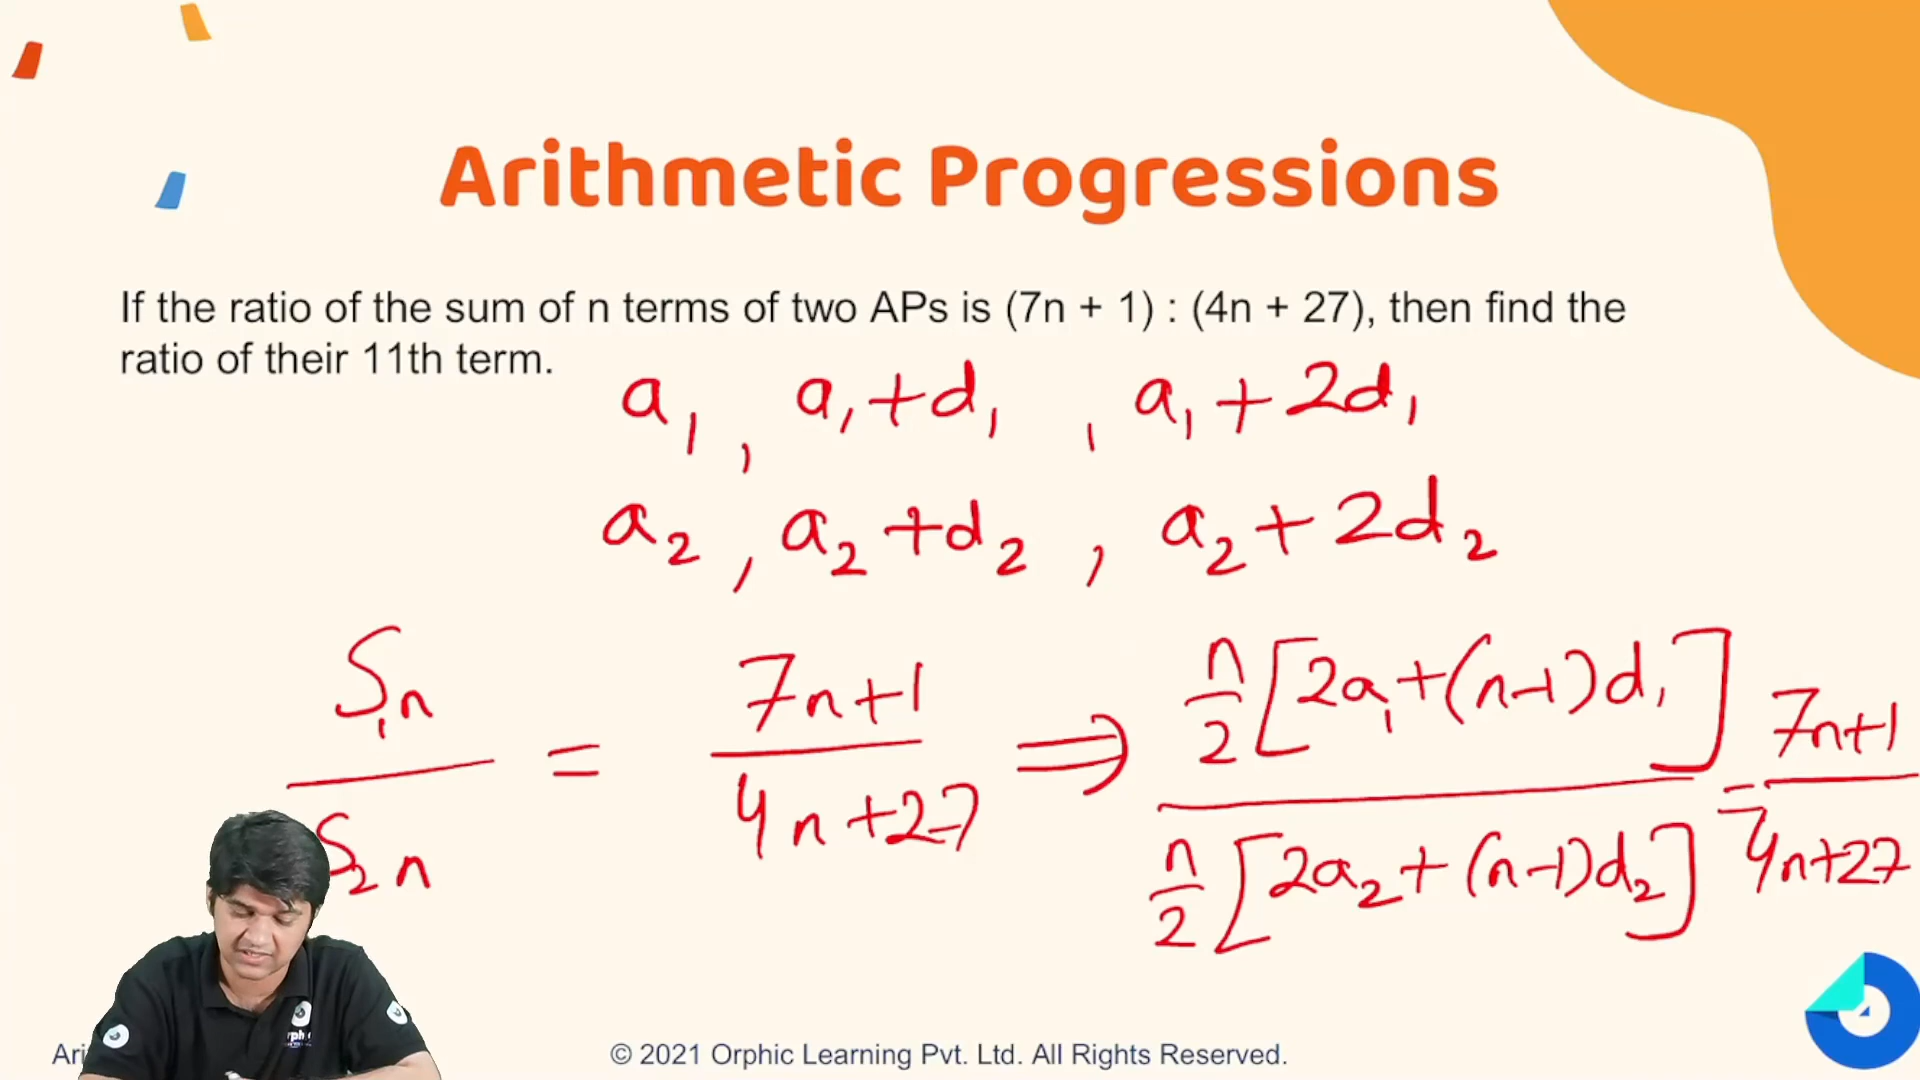 Arithmetic Progressions
If the ratio of the sum of n terms of two APs is (7n + 1) : (4n + 27), then find the
ratio of their 11th term.
a₁, a₁+d₁, a₁+2d₁
a₂, a₂+d₂, a₂+2d₂
S₁n / S₂n = 7n+1 / 4n+27 ⇒ n/2 [2a₁+(n-1)d₁] / n/2 [2a₂+(n-1)d₂] = 7n+1 / 4n+27
© 2021 Orphic Learning Pvt. Ltd. All Rights Reserved.